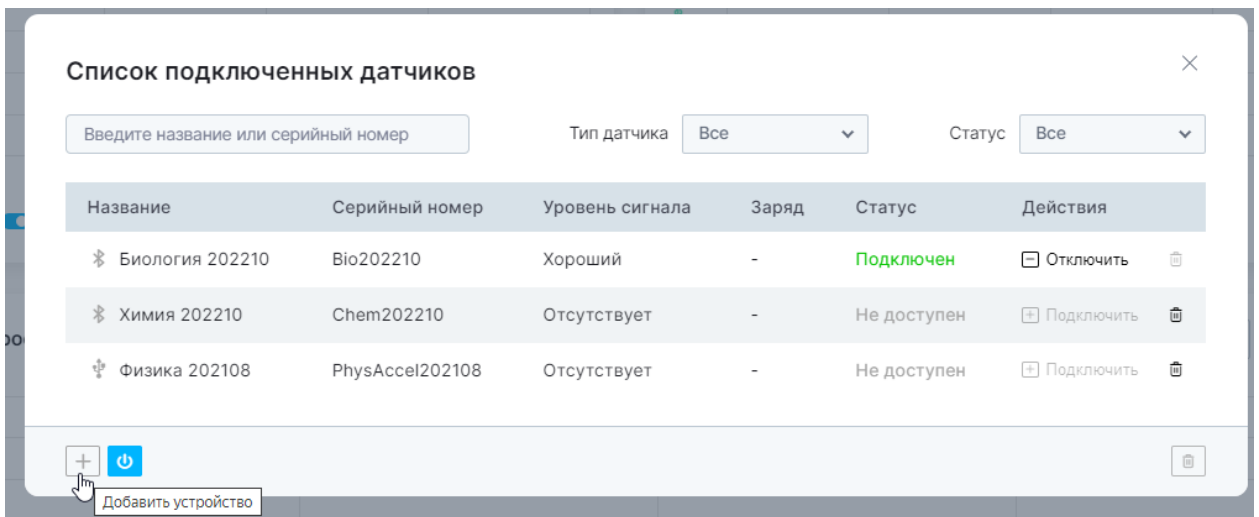 Список подключенных датчиков
Введите название или серийный номер Тип датчика Все Статус Все
Название Серийный номер Уровень сигнала Заряд Статус Действия
Биология 202210 Bio202210 Хороший - Подключен Отключить
Химия 202210 Chem202210 Отсутствует - Не доступен Подключить
Физика 202108 PhysAccel202108 Отсутствует - Не доступен Подключить
Добавить устройство